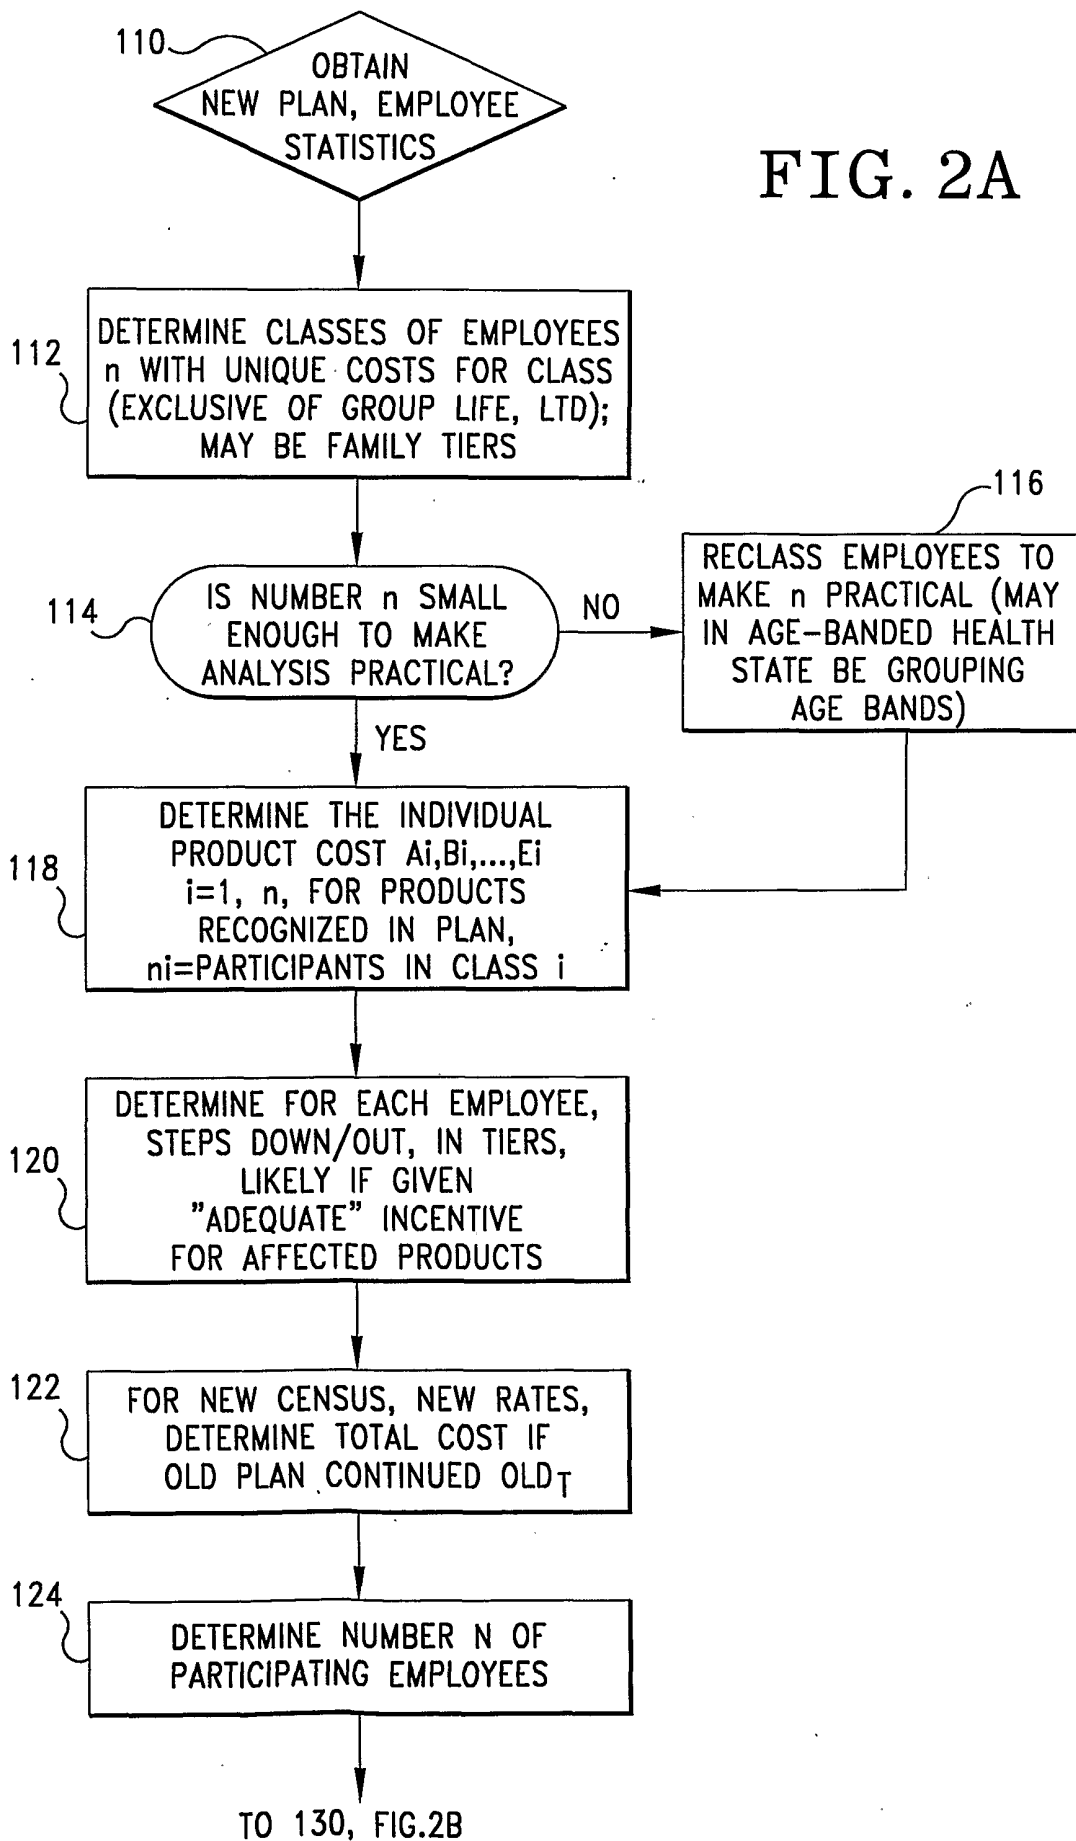 110
OBTAIN
NEW PLAN, EMPLOYEE
STATISTICS
FIG. 2A
112
DETERMINE CLASSES OF EMPLOYEES
n WITH UNIQUE COSTS FOR CLASS
(EXCLUSIVE OF GROUP LIFE, LTD);
MAY BE FAMILY TIERS
114
IS NUMBER n SMALL
ENOUGH TO MAKE
ANALYSIS PRACTICAL?
NO
116
RECLASS EMPLOYEES TO
MAKE n PRACTICAL (MAY
IN AGE-BANDED HEALTH
STATE BE GROUPING
AGE BANDS)
YES
118
DETERMINE THE INDIVIDUAL
PRODUCT COST Ai,Bi,...,Ei
i=1, n, FOR PRODUCTS
RECOGNIZED IN PLAN,
ni=PARTICIPANTS IN CLASS i
120
DETERMINE FOR EACH EMPLOYEE,
STEPS DOWN/OUT, IN TIERS,
LIKELY IF GIVEN
"ADEQUATE" INCENTIVE
FOR AFFECTED PRODUCTS
122
FOR NEW CENSUS, NEW RATES,
DETERMINE TOTAL COST IF
OLD PLAN CONTINUED OLDT
124
DETERMINE NUMBER N OF
PARTICIPATING EMPLOYEES
TO 130, FIG.2B